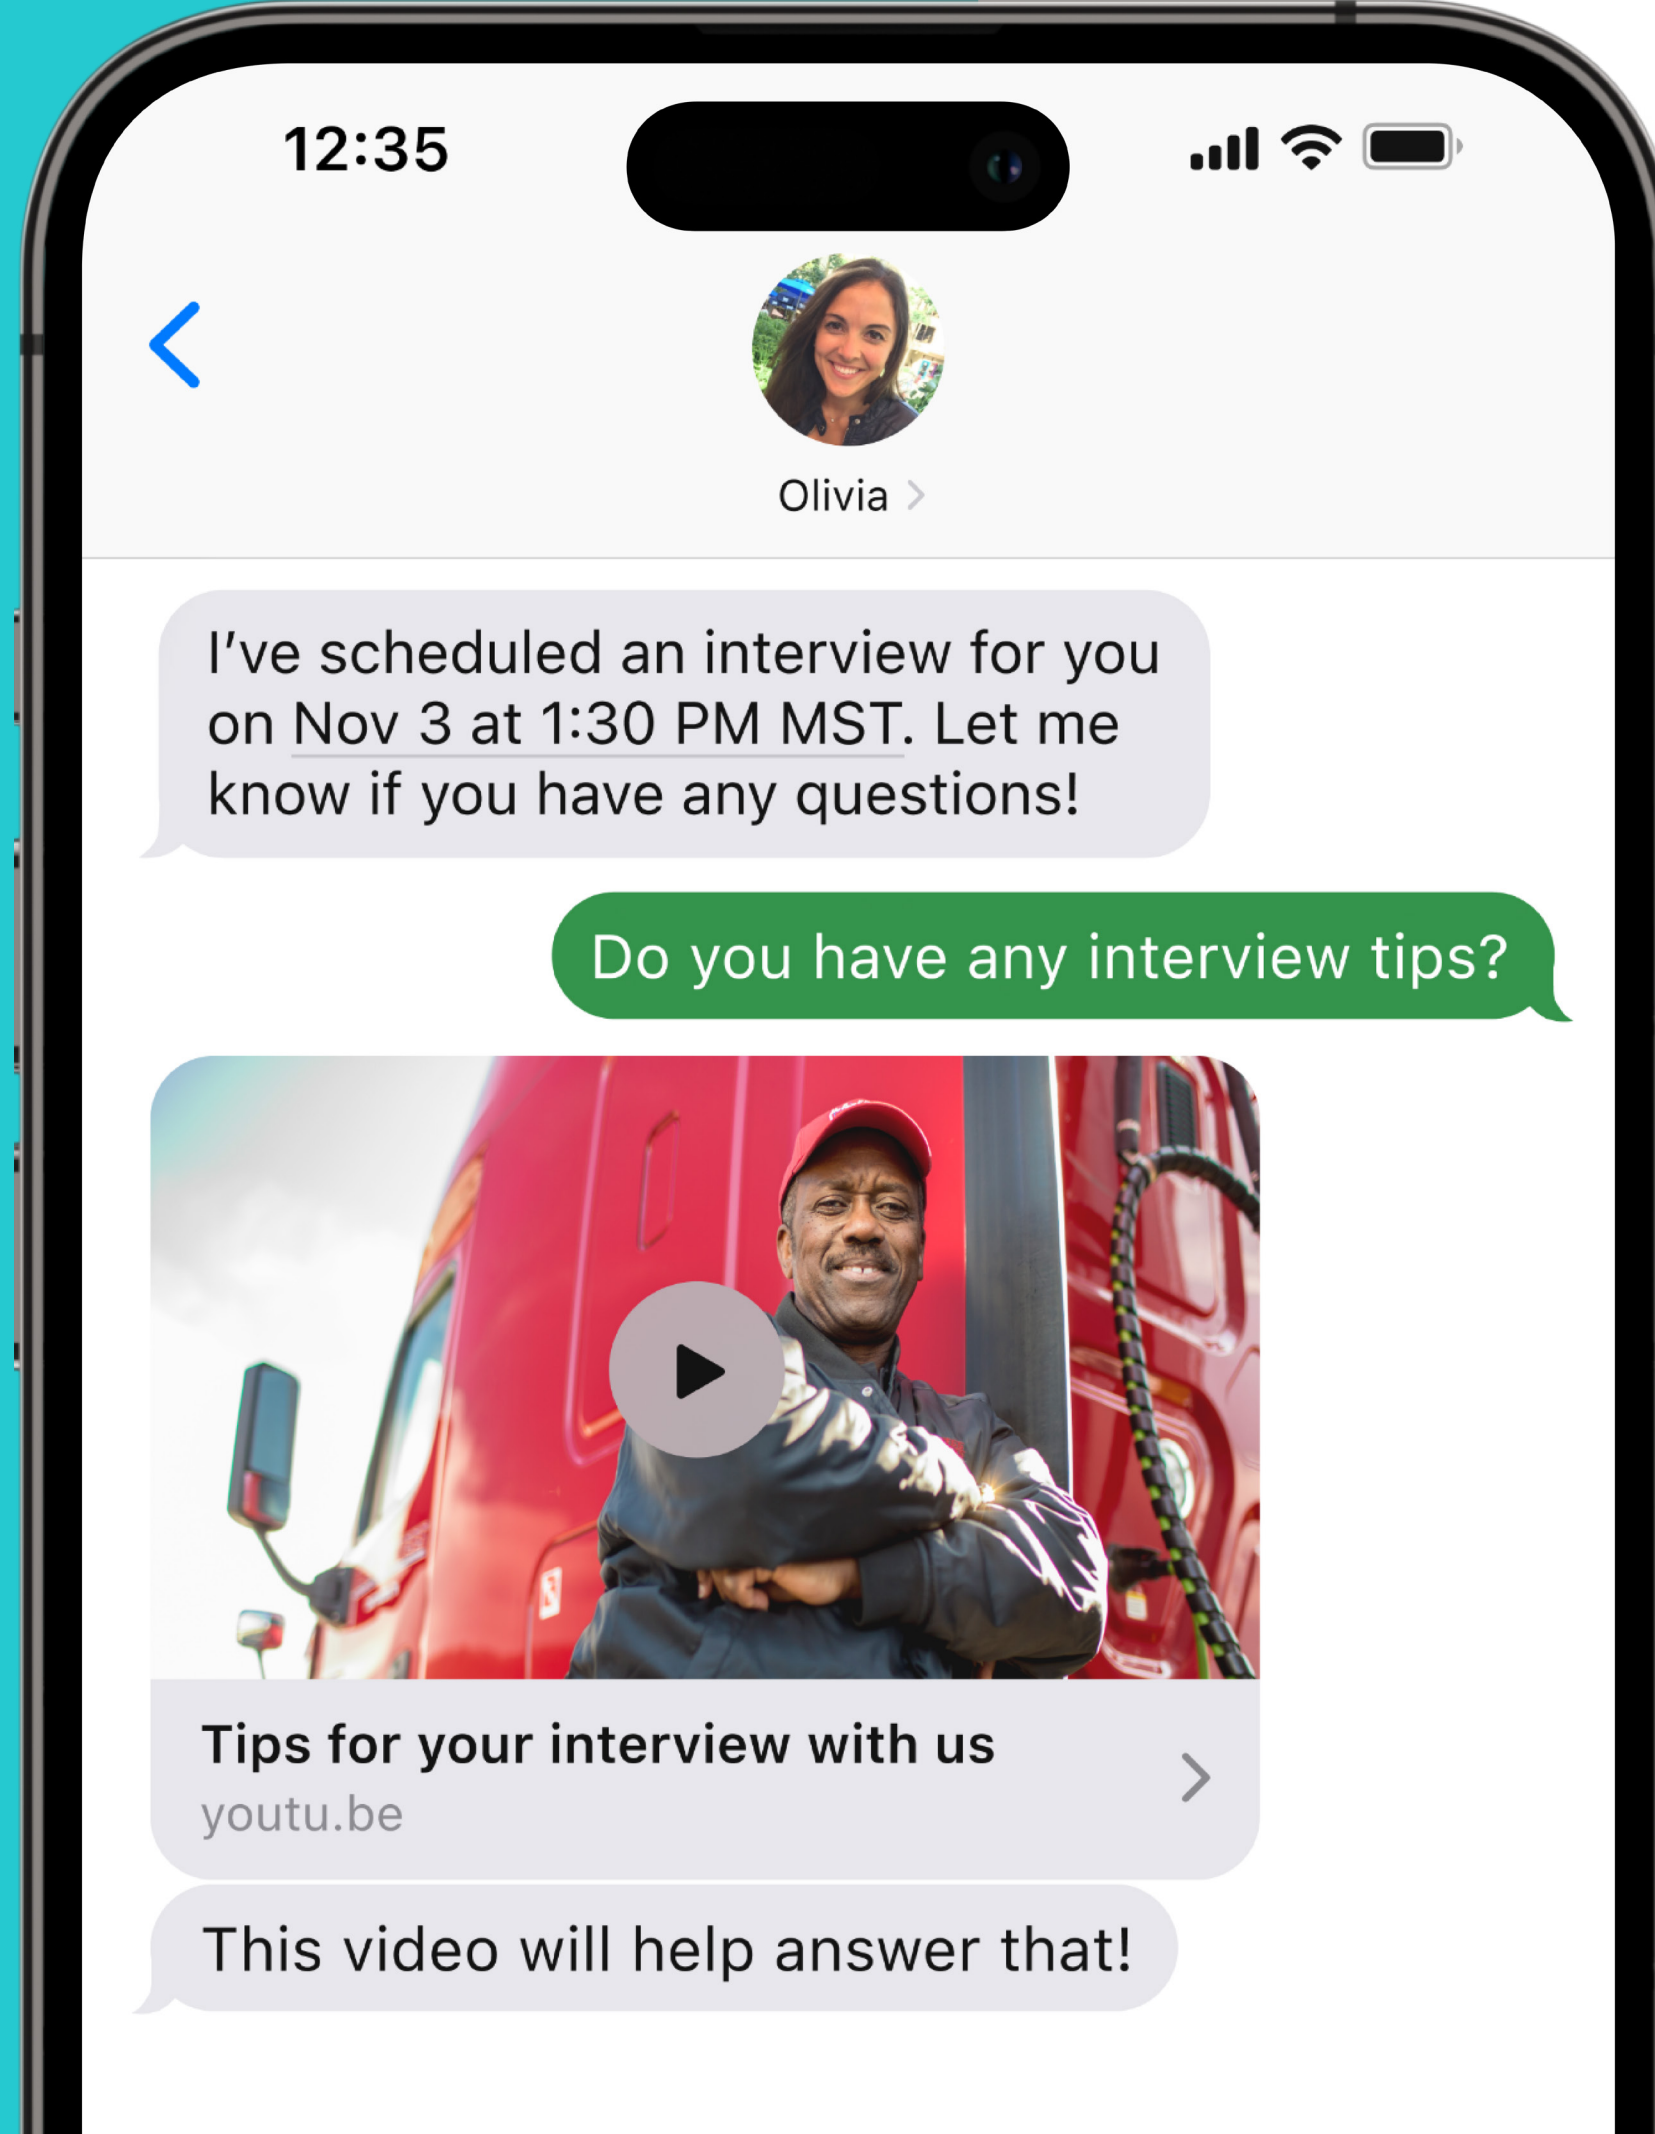 12:35
Olivia
I’ve scheduled an interview for you
on Nov 3 at 1:30 PM MST. Let me
know if you have any questions!
Do you have any interview tips?
Tips for your interview with us
youtu.be
This video will help answer that!